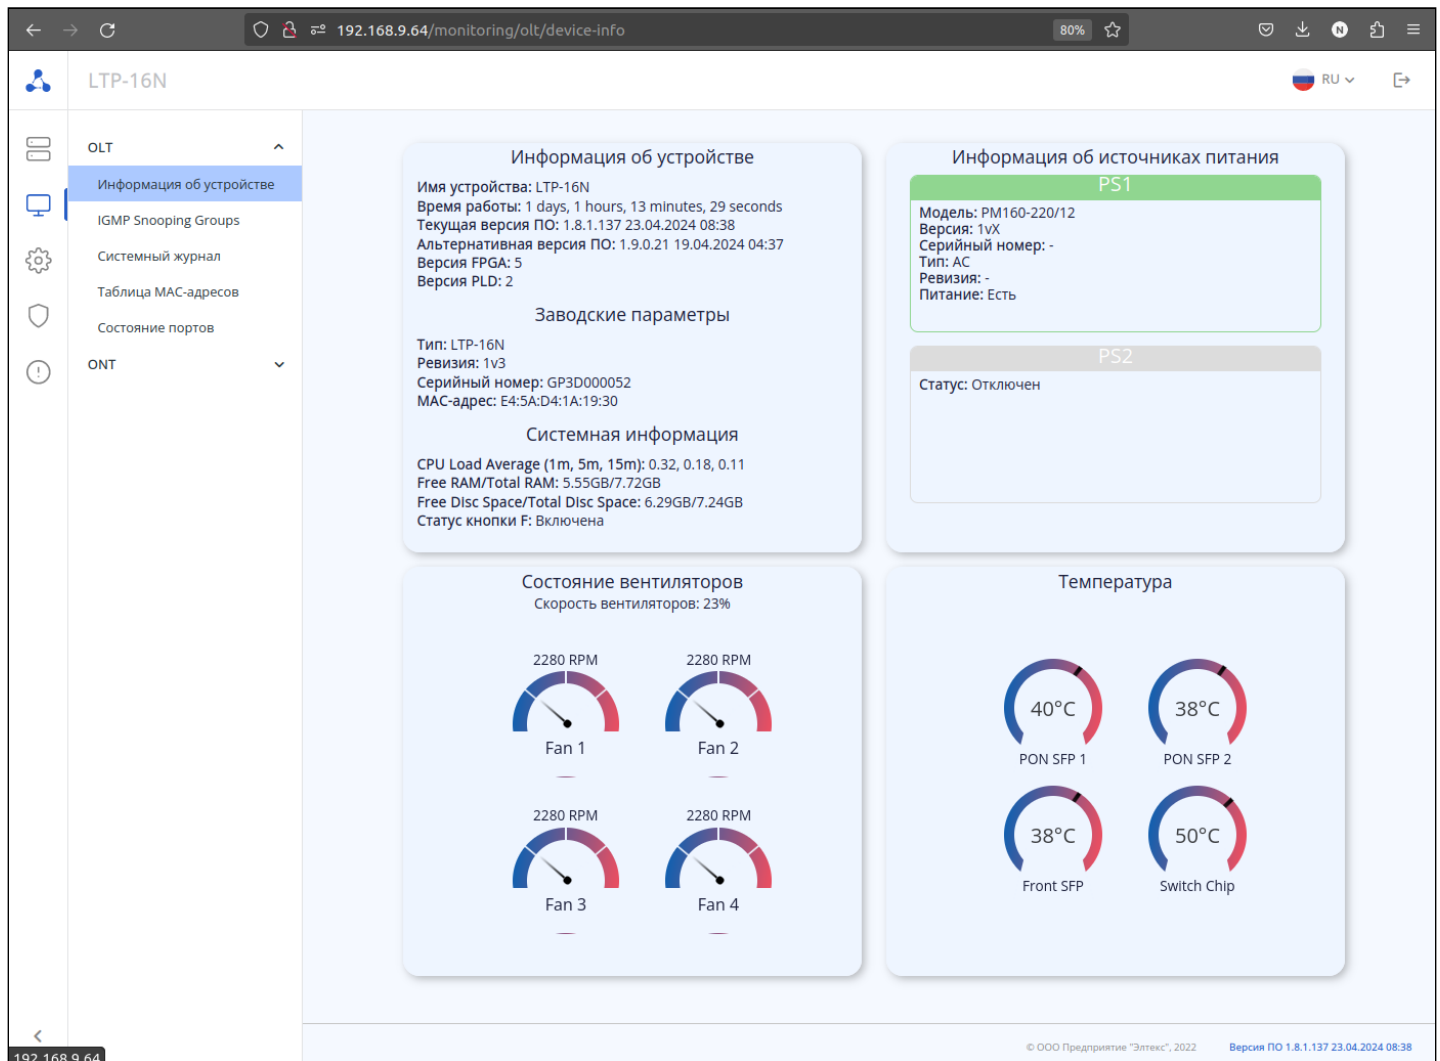 192.168.9.64/monitoring/olt/device-info
80%
N
LTP-16N
RU
OLT
Информация об устройстве
IGMP Snooping Groups
Системный журнал
Таблица MAC-адресов
Состояние портов
ONT
Информация об устройстве
Имя устройства: LTP-16N
Время работы: 1 days, 1 hours, 13 minutes, 29 seconds
Текущая версия ПО: 1.8.1.137 23.04.2024 08:38
Альтернативная версия ПО: 1.9.0.21 19.04.2024 04:37
Версия FPGA: 5
Версия PLD: 2
Заводские параметры
Тип: LTP-16N
Ревизия: 1v3
Серийный номер: GP3D000052
MAC-адрес: E4:5A:D4:1A:19:30
Системная информация
CPU Load Average (1m, 5m, 15m): 0.32, 0.18, 0.11
Free RAM/Total RAM: 5.55GB/7.72GB
Free Disc Space/Total Disc Space: 6.29GB/7.24GB
Статус кнопки F: Включена
Информация об источниках питания
PS1
Модель: PM160-220/12
Версия: 1vX
Серийный номер: -
Тип: AC
Ревизия: -
Питание: Есть
PS2
Статус: Отключен
Состояние вентиляторов
Скорость вентиляторов: 23%
2280 RPM
2280 RPM
Fan 1
Fan 2
2280 RPM
2280 RPM
Fan 3
Fan 4
Температура
40°C
38°C
PON SFP 1
PON SFP 2
38°C
50°C
Front SFP
Switch Chip
192.168.9.64
© ООО Предприятие "Элтекс", 2022
Версия ПО 1.8.1.137 23.04.2024 08:38